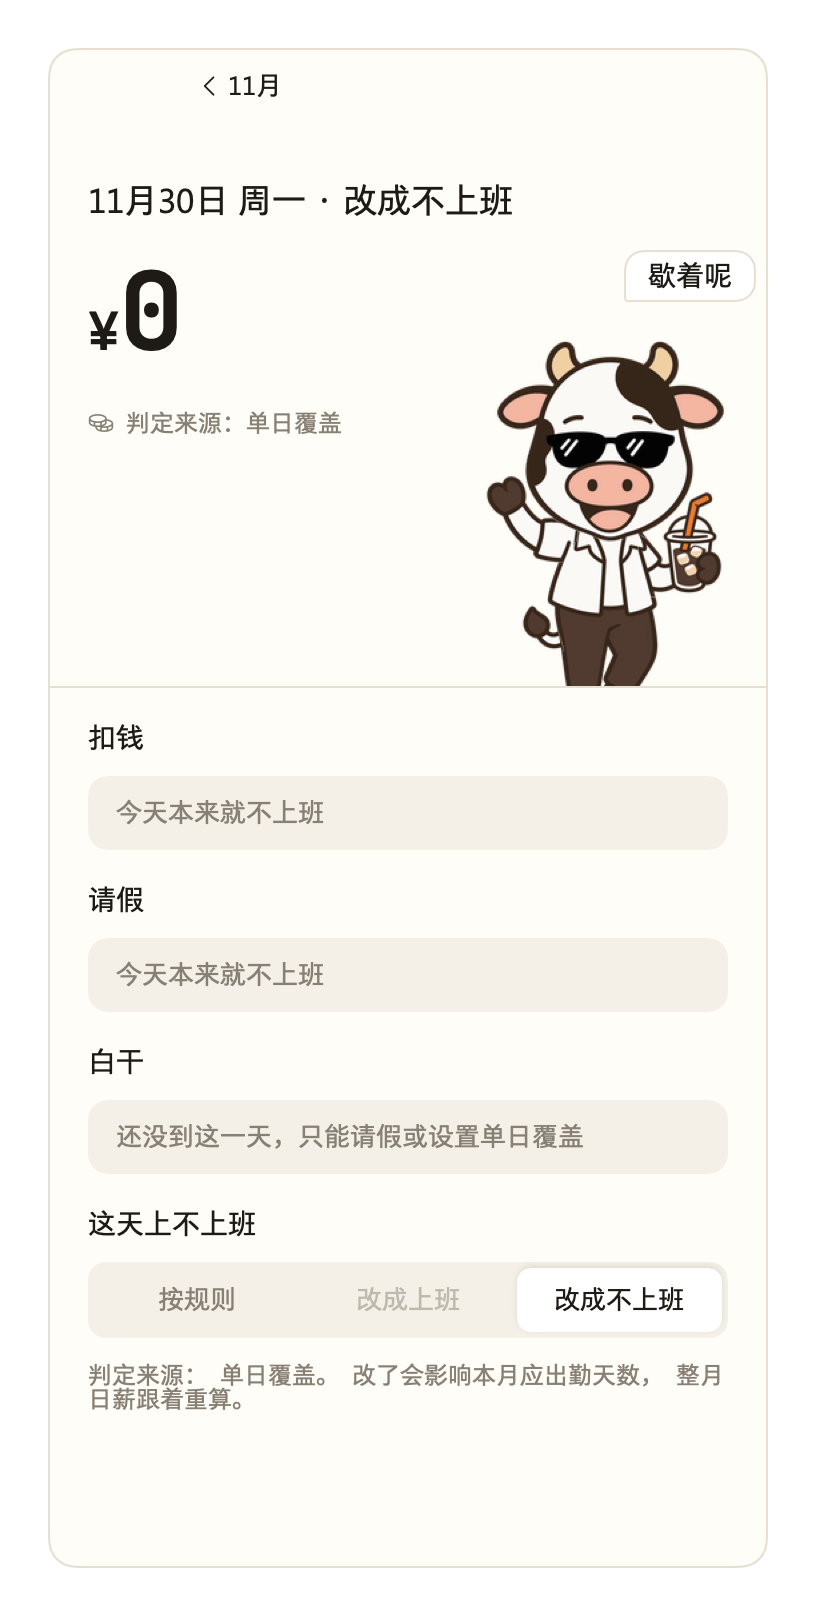 11月
11月30日 周一 · 改成不上班
歇着呢
¥0
判定来源：单日覆盖
扣钱
今天本来就不上班
请假
今天本来就不上班
白干
还没到这一天，只能请假或设置单日覆盖
这天上不上班
按规则 改成上班 改成不上班
判定来源： 单日覆盖。 改了会影响本月应出勤天数， 整月
日薪跟着重算。